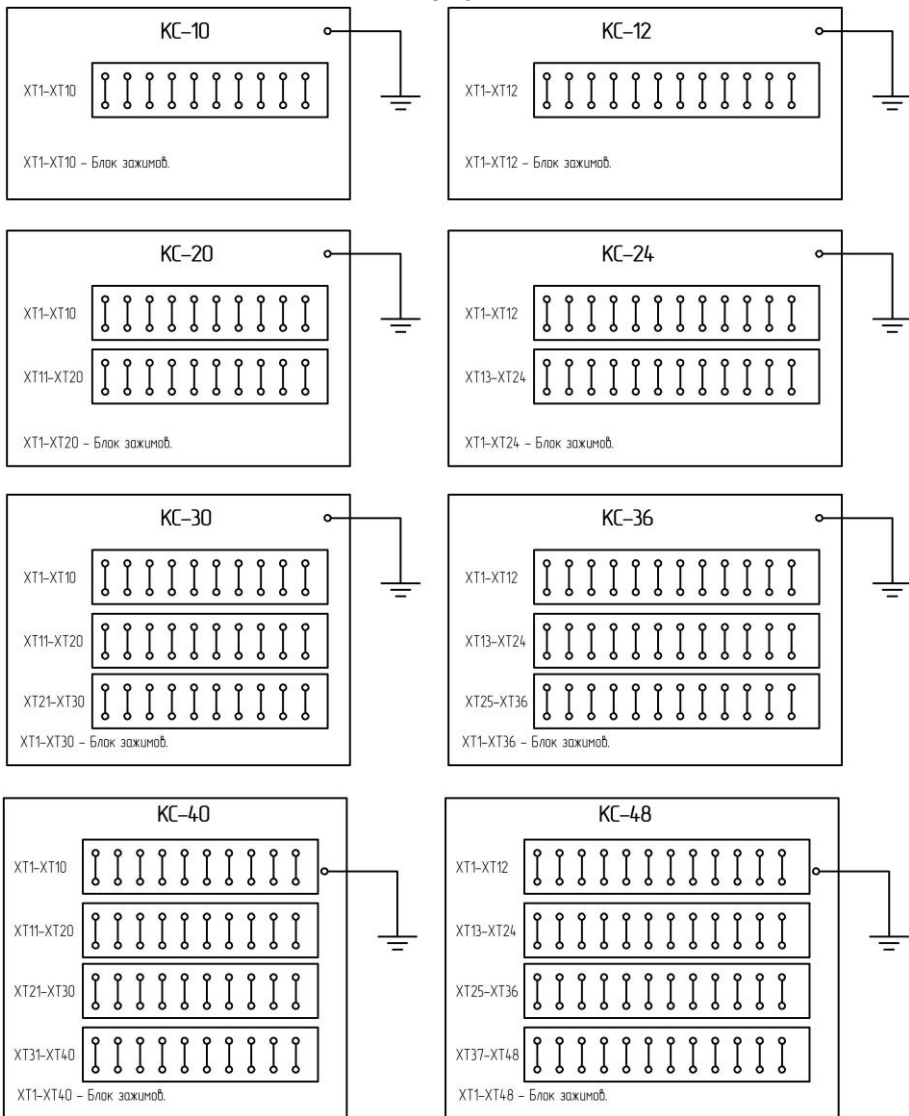 КС-10
XT1-XT10
XT1-XT10 - Блок зажимов.
КС-12
XT1-XT12
XT1-XT12 - Блок зажимов.
КС-20
XT1-XT10
XT11-XT20
XT1-XT20 - Блок зажимов.
КС-24
XT1-XT12
XT13-XT24
XT1-XT24 - Блок зажимов.
КС-30
XT1-XT10
XT11-XT20
XT21-XT30
XT1-XT30 - Блок зажимов.
КС-36
XT1-XT12
XT13-XT24
XT25-XT36
XT1-XT36 - Блок зажимов.
КС-40
XT1-XT10
XT11-XT20
XT21-XT30
XT31-XT40
XT1-XT40 - Блок зажимов.
КС-48
XT1-XT12
XT13-XT24
XT25-XT36
XT37-XT48
XT1-XT48 - Блок зажимов.